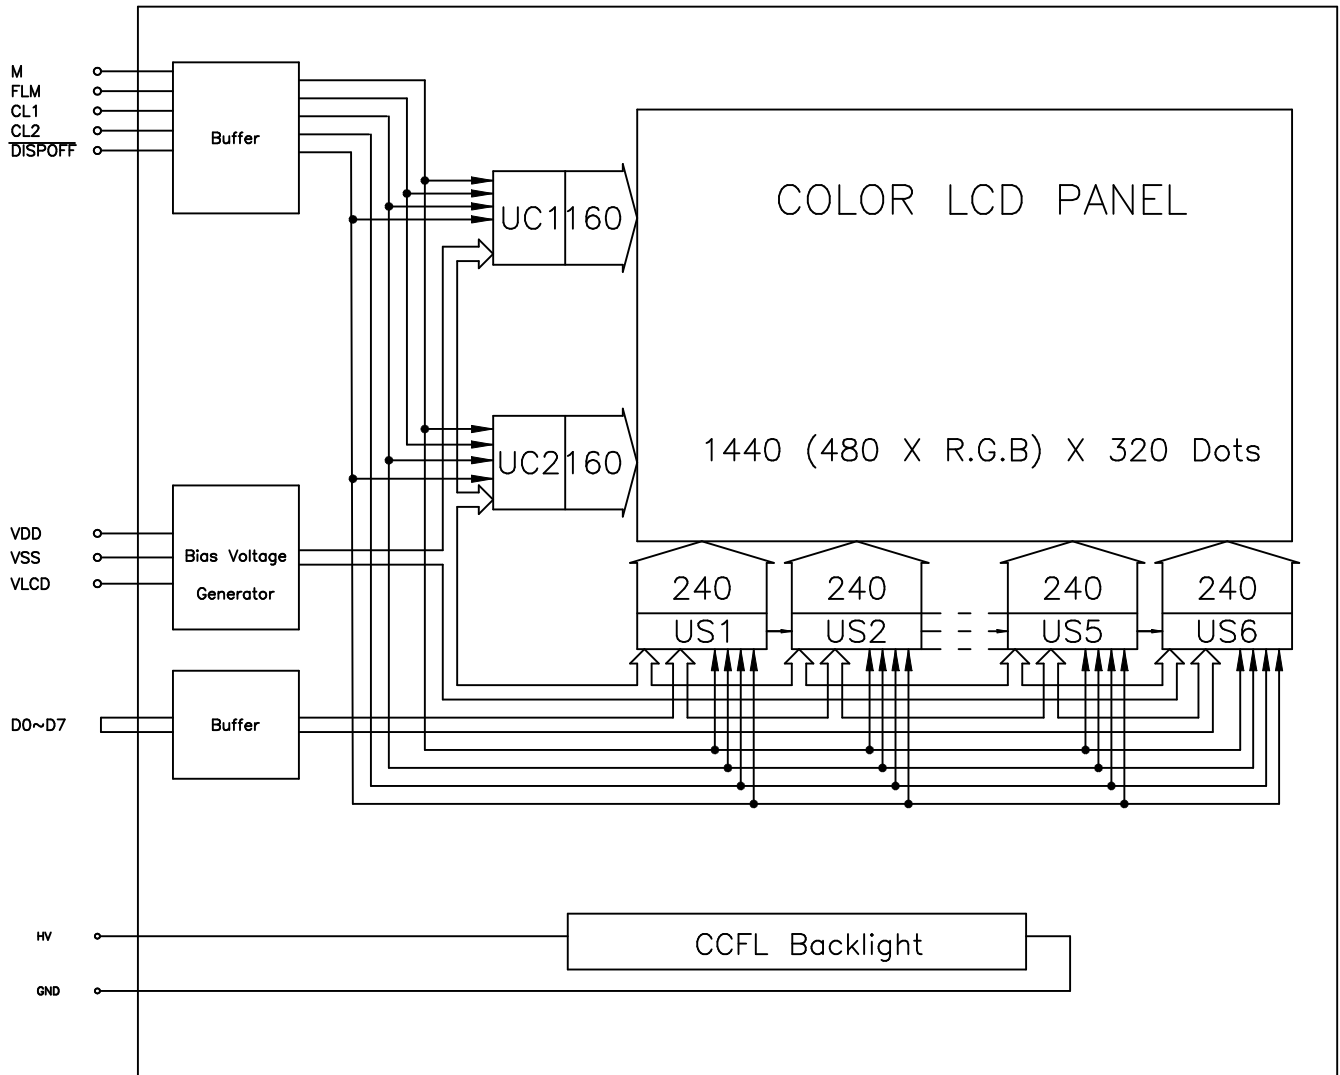 M
FLM
CL1
CL2
DISPOFF
Buffer
UC1 160
COLOR LCD PANEL
UC2 160
1440 (480 X R.G.B) X 320 Dots
VDD
VSS
VLCD
Bias Voltage
Generator
240 240 240 240
US1 US2 US5 US6
D0~D7
Buffer
HV
CCFL Backlight
GND